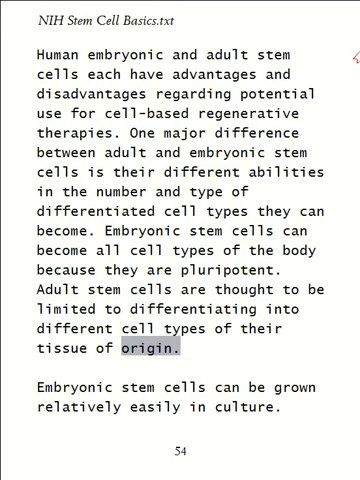 NIH Stem Cell Basics.txt
Human embryonic and adult stem
cells each have advantages and
disadvantages regarding potential
use for cell-based regenerative
therapies. One major difference
between adult and embryonic stem
cells is their different abilities
in the number and type of
differentiated cell types they can
become. Embryonic stem cells can
become all cell types of the body
because they are pluripotent.
Adult stem cells are thought to be
limited to differentiating into
different cell types of their
tissue of origin.
Embryonic stem cells can be grown
relatively easily in culture.
54